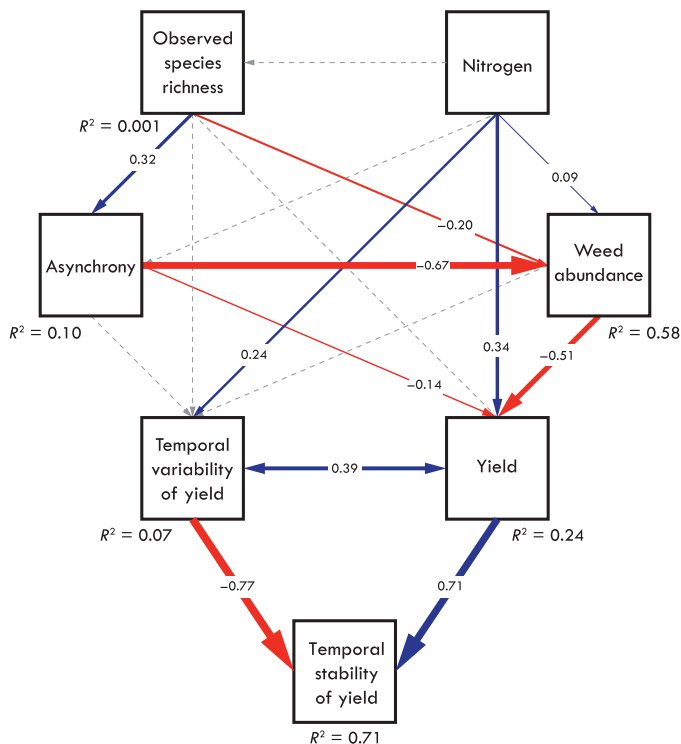 Observed
species
richness
Nitrogen
R² = 0.001
0.32
0.09
−0.20
Asynchrony
−0.67
Weed
abundance
R² = 0.10
R² = 0.58
0.24
0.34
−0.51
−0.14
Temporal
variability
of yield
0.39
Yield
R² = 0.07
R² = 0.24
−0.77
0.71
Temporal
stability
of yield
R² = 0.71